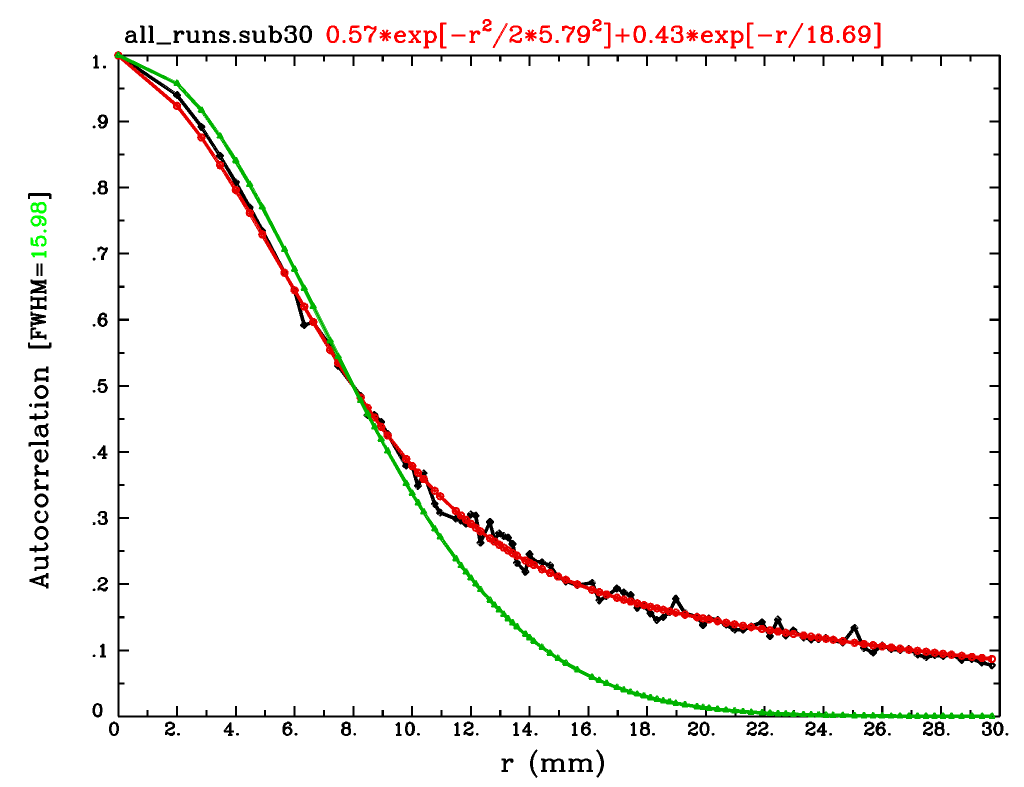 all_runs.sub30 0.57*exp[-r²/2*5.79²]+0.43*exp[-r/18.69]
1.
.9
.8
.7
.6
.5
.4
.3
.2
.1
0
Autocorrelation [FWHM=15.98]
0. 2. 4. 6. 8. 10. 12. 14. 16. 18. 20. 22. 24. 26. 28. 30.
r (mm)